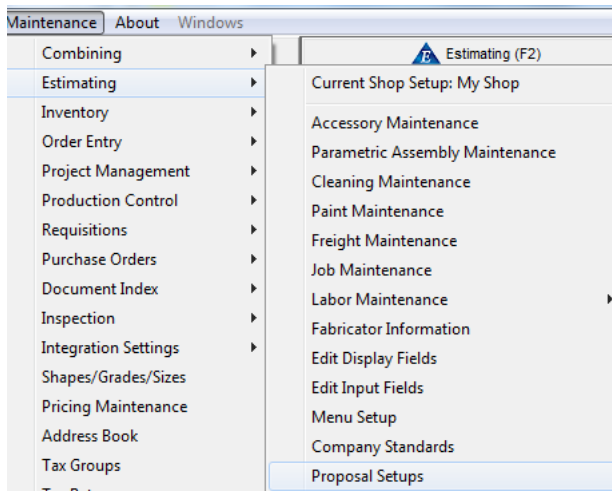 Maintenance About Windows
Combining
Estimating
Inventory
Order Entry
Project Management
Production Control
Requisitions
Purchase Orders
Document Index
Inspection
Integration Settings
Shapes/Grades/Sizes
Pricing Maintenance
Address Book
Tax Groups
E Estimating (F2)
Current Shop Setup: My Shop
Accessory Maintenance
Parametric Assembly Maintenance
Cleaning Maintenance
Paint Maintenance
Freight Maintenance
Job Maintenance
Labor Maintenance
Fabricator Information
Edit Display Fields
Edit Input Fields
Menu Setup
Company Standards
Proposal Setups